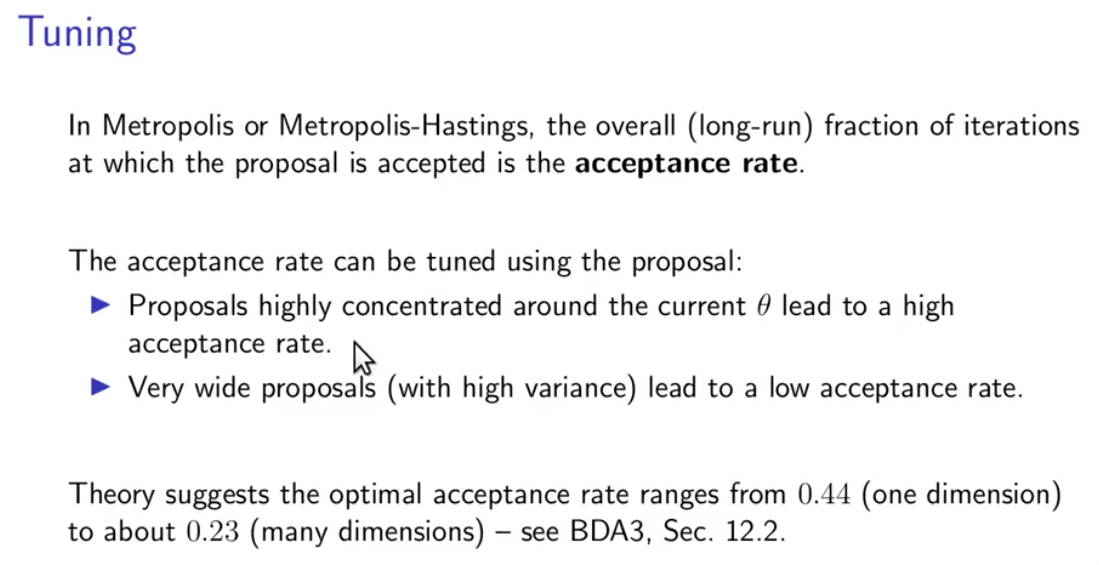 Tuning
In Metropolis or Metropolis-Hastings, the overall (long-run) fraction of iterations
at which the proposal is accepted is the acceptance rate.
The acceptance rate can be tuned using the proposal:
▶ Proposals highly concentrated around the current θ lead to a high
acceptance rate.
▶ Very wide proposals (with high variance) lead to a low acceptance rate.
Theory suggests the optimal acceptance rate ranges from 0.44 (one dimension)
to about 0.23 (many dimensions) – see BDA3, Sec. 12.2.